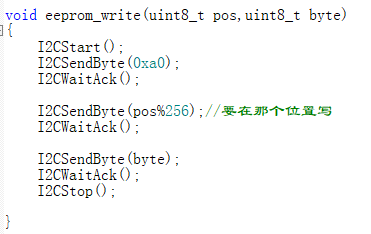 void eeprom_write(uint8_t pos,uint8_t byte)
{
I2CStart();
I2CSendByte(0xa0);
I2CWaitAck();
I2CSendByte(pos%256);//要在那个位置写
I2CWaitAck();
I2CSendByte(byte);
I2CWaitAck();
I2CStop();
}